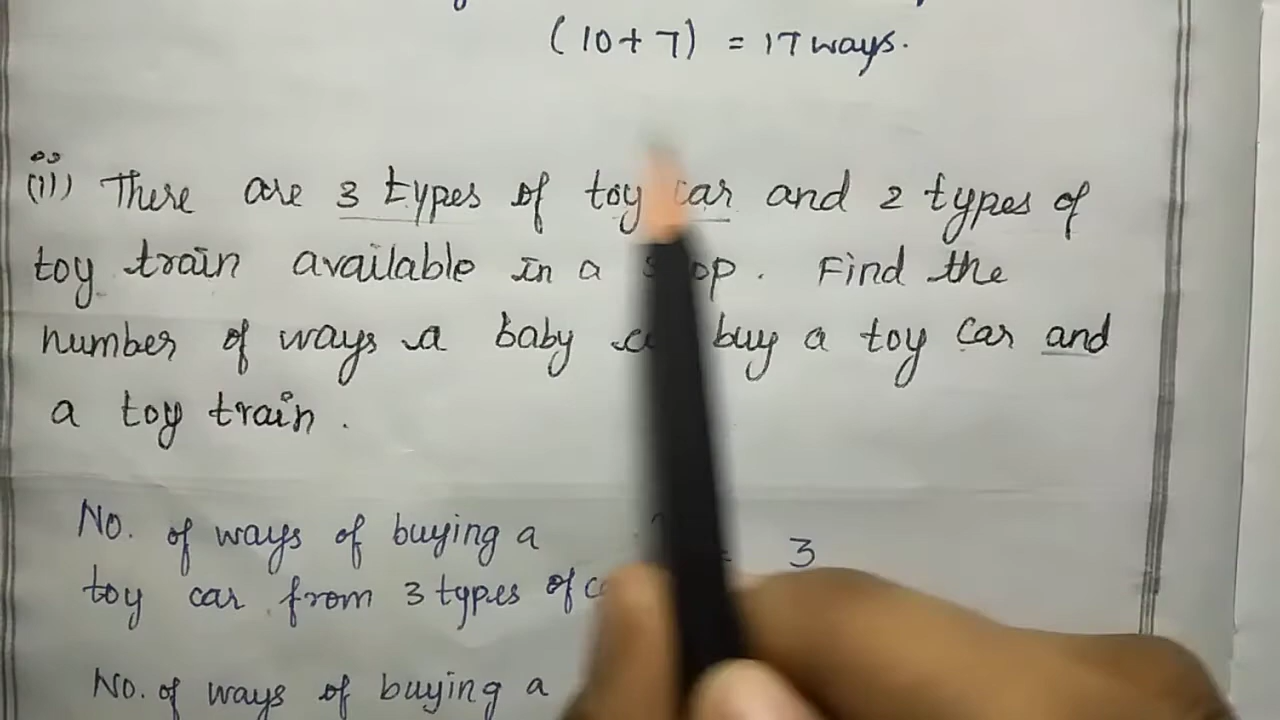 (10+7) = 17 ways.
(ii) There are 3 types of toy car and 2 types of
toy train available in a shop. Find the
number of ways a baby buy a toy car and
a toy train.
No. of ways of buying a
toy car from 3 types of = 3
No. of ways of buying a